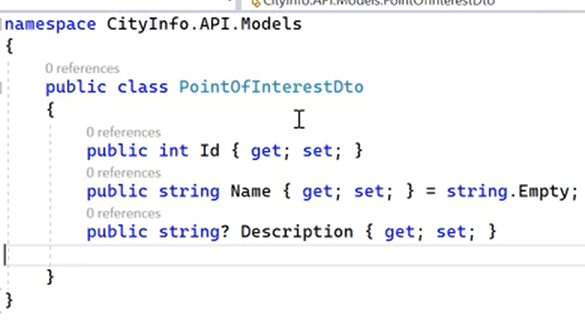 CityInfo.API.Models.PointOfInterestDto
namespace CityInfo.API.Models
{
0 references
public class PointOfInterestDto
{
0 references
public int Id { get; set; }
0 references
public string Name { get; set; } = string.Empty;
0 references
public string? Description { get; set; }
}
}